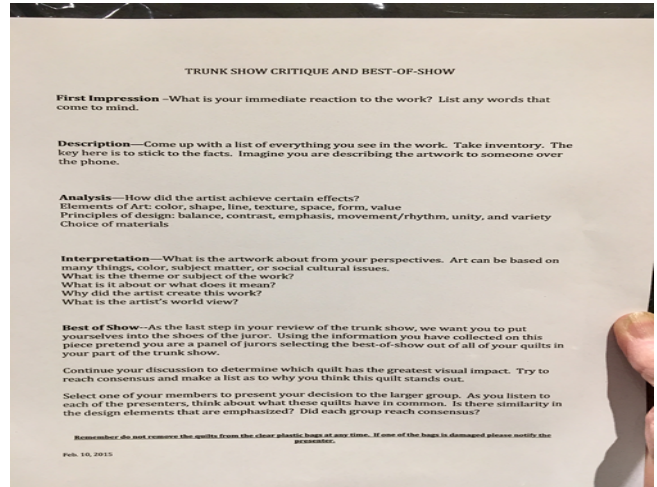 TRUNK SHOW CRITIQUE AND BEST-OF-SHOW
First Impression –What is your immediate reaction to the work? List any words that
come to mind.
Description—Come up with a list of everything you see in the work. Take inventory. The
key here is to stick to the facts. Imagine you are describing the artwork to someone over
the phone.
Analysis—How did the artist achieve certain effects?
Elements of Art: color, shape, line, texture, space, form, value
Principles of design: balance, contrast, emphasis, movement/rhythm, unity, and variety
Choice of materials
Interpretation—What is the artwork about from your perspectives. Art can be based on
many things, color, subject matter, or social cultural issues.
What is the theme or subject of the work?
What is it about or what does it mean?
Why did the artist create this work?
What is the artist's world view?
Best of Show--As the last step in your review of the trunk show, we want you to put
yourselves into the shoes of the juror. Using the information you have collected on this
piece pretend you are a panel of jurors selecting the best-of-show out of all of your quilts in
your part of the trunk show.
Continue your discussion to determine which quilt has the greatest visual impact. Try to
reach consensus and make a list as to why you think this quilt stands out.
Select one of your members to present your decision to the larger group. As you listen to
each of the presenters, think about what these quilts have in common. Is there similarity in
the design elements that are emphasized? Did each group reach consensus?
Remember do not remove the quilts from the clear plastic bags at any time. If one of the bags is damaged please notify the
presenter.
Feb. 10, 2015